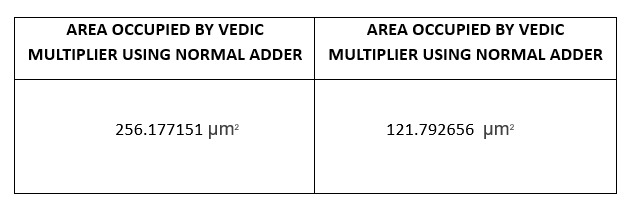 AREA OCCUPIED BY VEDIC
MULTIPLIER USING NORMAL ADDER
AREA OCCUPIED BY VEDIC
MULTIPLIER USING NORMAL ADDER
256.177151 μm²
121.792656 μm²